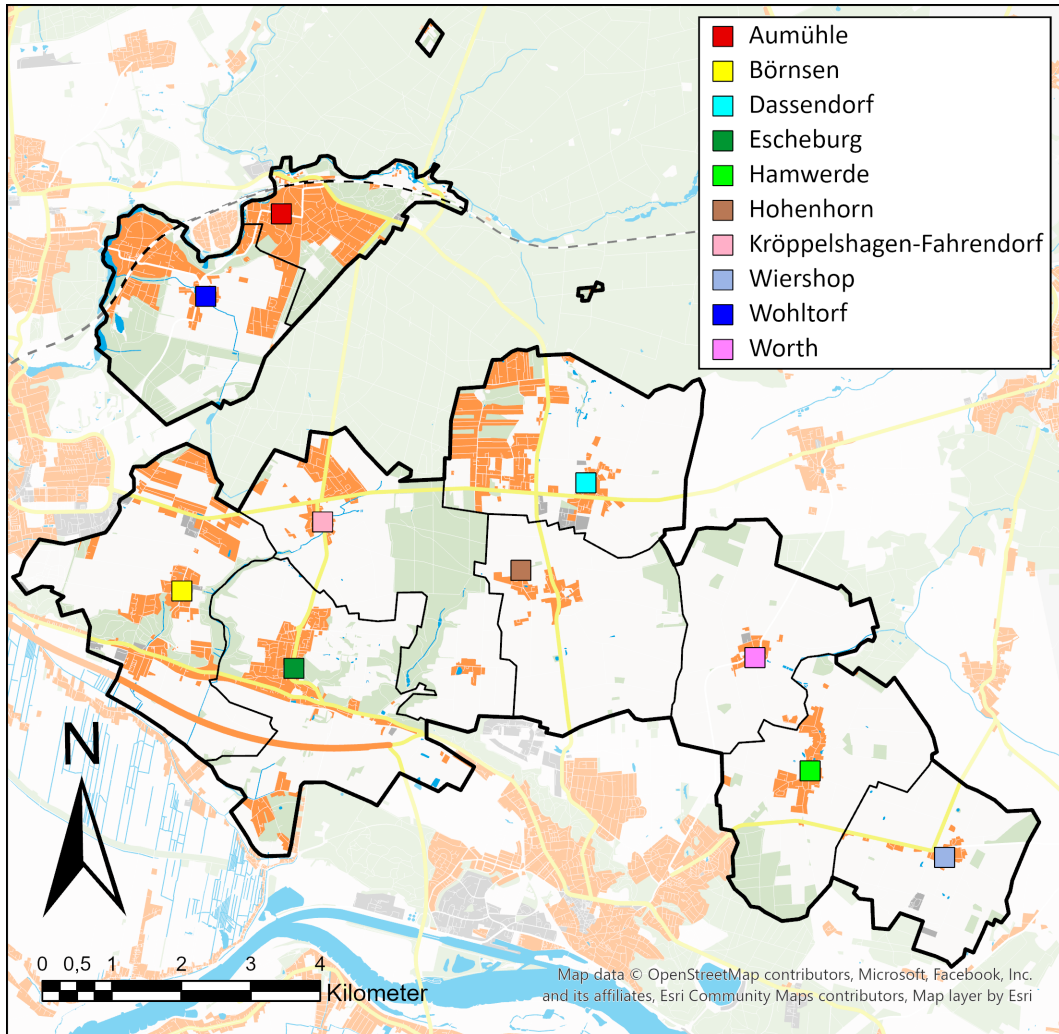 Aumühle
Börnsen
Dassendorf
Escheburg
Hamwerde
Hohenhorn
Kröppelshagen-Fahrendorf
Wiershop
Wohltorf
Worth
N
0 0,5 1 2 3 4
Kilometer
Map data © OpenStreetMap contributors, Microsoft, Facebook, Inc.
and its affiliates, Esri Community Maps contributors, Map layer by Esri